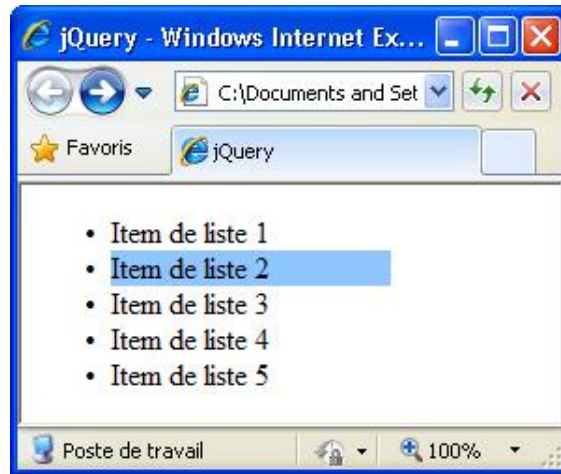 jQuery - Windows Internet Ex...
C:\Documents and Set
Favoris
jQuery
• Item de liste 1
• Item de liste 2
• Item de liste 3
• Item de liste 4
• Item de liste 5
Poste de travail
100%